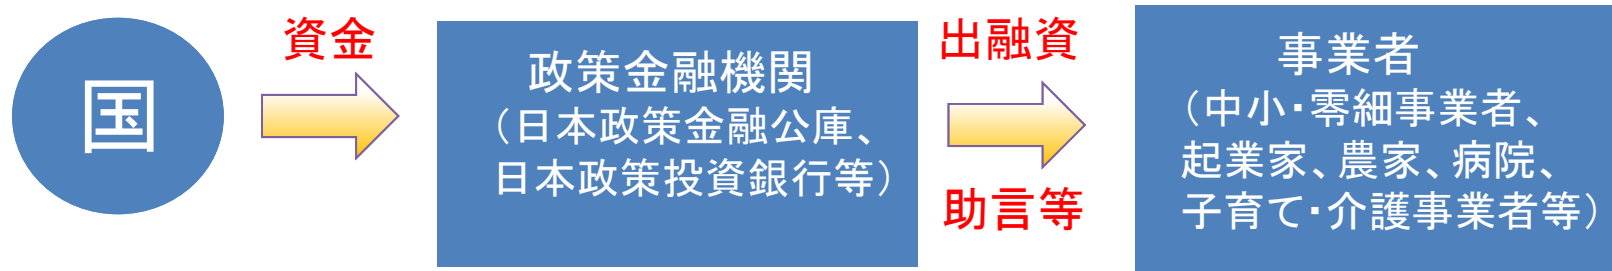 国
資金
政策金融機関
（日本政策金融公庫、
日本政策投資銀行等）
出融資
助言等
事業者
（中小・零細事業者、
起業家、農家、病院、
子育て・介護事業者等）